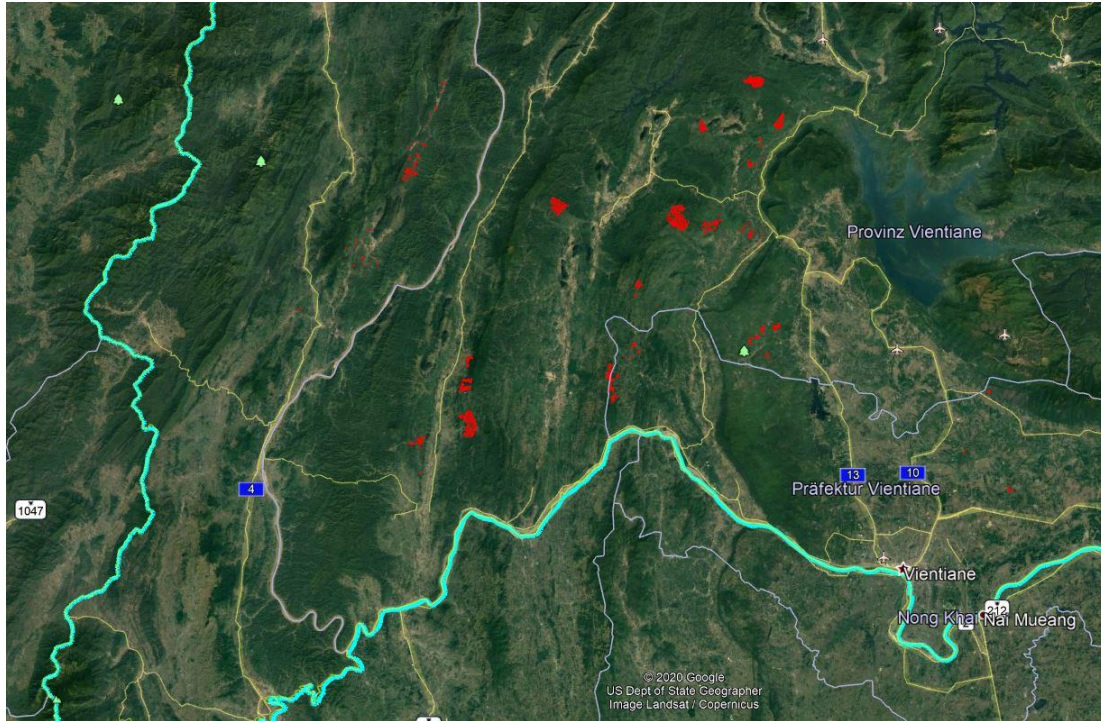 Provinz Vientiane
1047
4
13
10
Präfektur Vientiane
Vientiane
Nong Khai
212
Nai Mueang
© 2020 Google
US Dept of State Geographer
Image Landsat / Copernicus